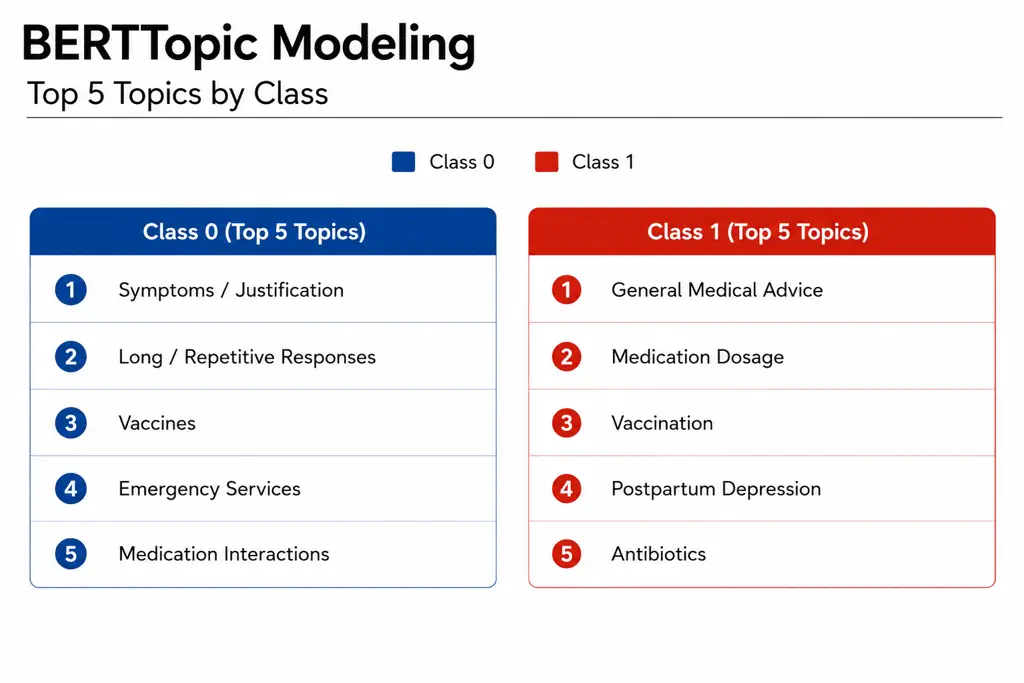 BERTTopic Modeling
Top 5 Topics by Class
Class 0
Class 1
Class 0 (Top 5 Topics)
1 Symptoms / Justification
2 Long / Repetitive Responses
3 Vaccines
4 Emergency Services
5 Medication Interactions
Class 1 (Top 5 Topics)
1 General Medical Advice
2 Medication Dosage
3 Vaccination
4 Postpartum Depression
5 Antibiotics